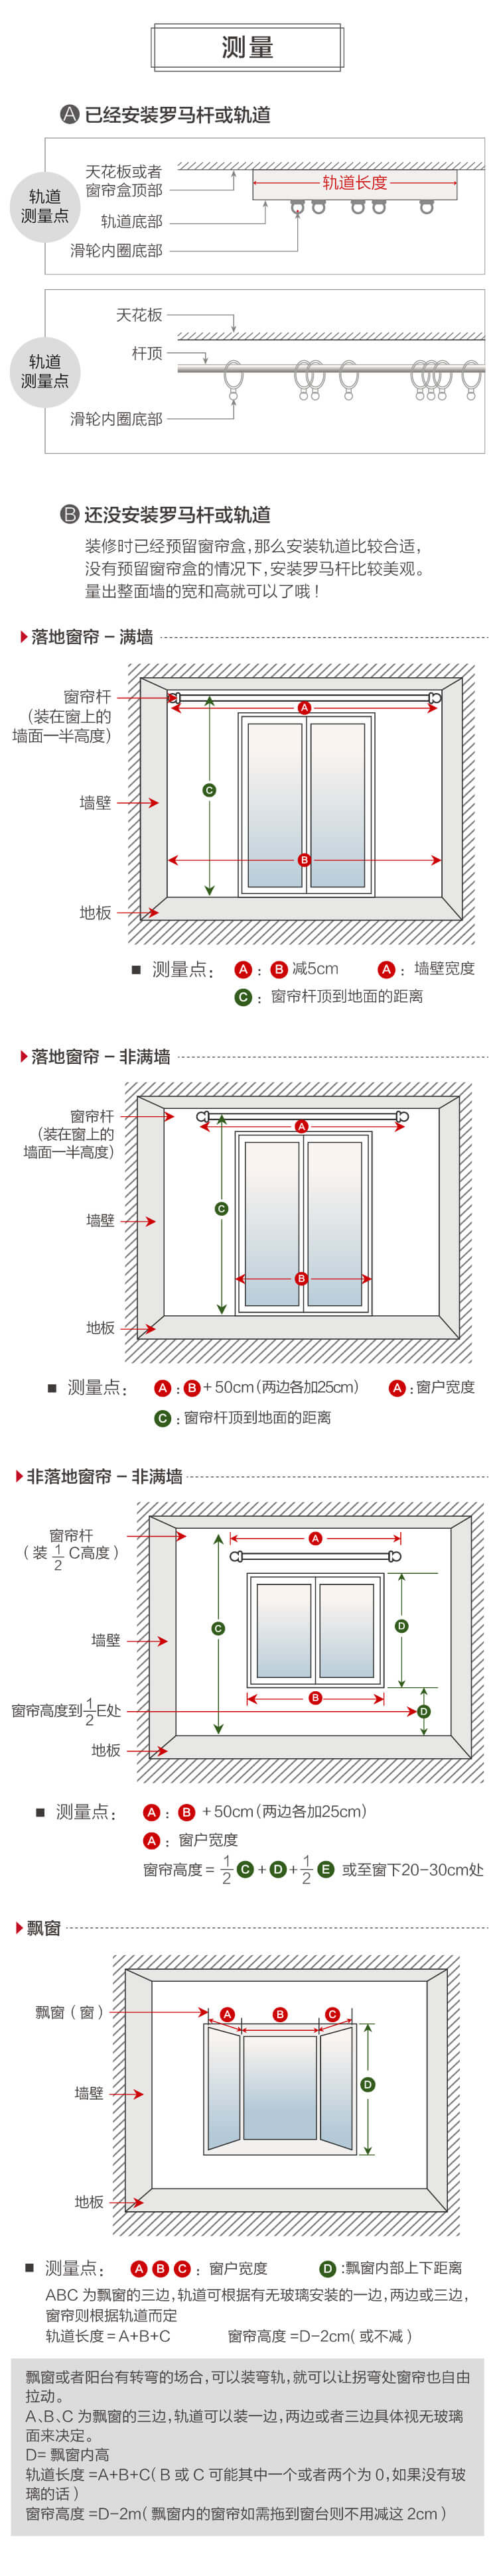 测量
A 已经安装罗马杆或轨道
轨道
测量点
天花板或者
窗帘盒顶部
轨道长度
轨道底部
滑轮内圈底部
轨道
测量点
天花板
杆顶
滑轮内圈底部
B 还没安装罗马杆或轨道
装修时已经预留窗帘盒,那么安装轨道比较合适,
没有预留窗帘盒的情况下,安装罗马杆比较美观。
量出整面墙的宽和高就可以了哦!
落地窗帘-满墙
窗帘杆
(装在窗上的
墙面一半高度)
A
C
墙壁
B
地板
■ 测量点: A: B 减5cm A: 墙壁宽度
C: 窗帘杆顶到地面的距离
落地窗帘-非满墙
窗帘杆
(装在窗上的
墙面一半高度)
A
C
墙壁
B
地板
■ 测量点: A:B+50cm(两边各加25cm) A:窗户宽度
C:窗帘杆顶到地面的距离
非落地窗帘-非满墙
窗帘杆
(装 1/2 C高度)
A
C
D
墙壁
B
窗帘高度到1/2E处
D
地板
■ 测量点: A: B +50cm(两边各加25cm)
A: 窗户宽度
窗帘高度= 1/2 C+D+1/2 E 或至窗下20-30cm处
飘窗
飘窗(窗)
A B C
D
墙壁
地板
■ 测量点: A B C: 窗户宽度 D:飘窗内部上下距离
ABC 为飘窗的三边,轨道可根据有无玻璃安装的一边,两边或三边,
窗帘则根据轨道而定
轨道长度=A+B+C 窗帘高度=D-2cm(或不减)
飘窗或者阳台有转弯的场合,可以装弯轨,就可以让拐弯处窗帘也自由
拉动。
A、B、C 为飘窗的三边,轨道可以装一边,两边或者三边具体视无玻璃
面来决定。
D= 飘窗内高
轨道长度 =A+B+C( B 或 C 可能其中一个或者两个为 0,如果没有玻
璃的话)
窗帘高度 =D-2m( 飘窗内的窗帘如需拖到窗台则不用减这 2cm )